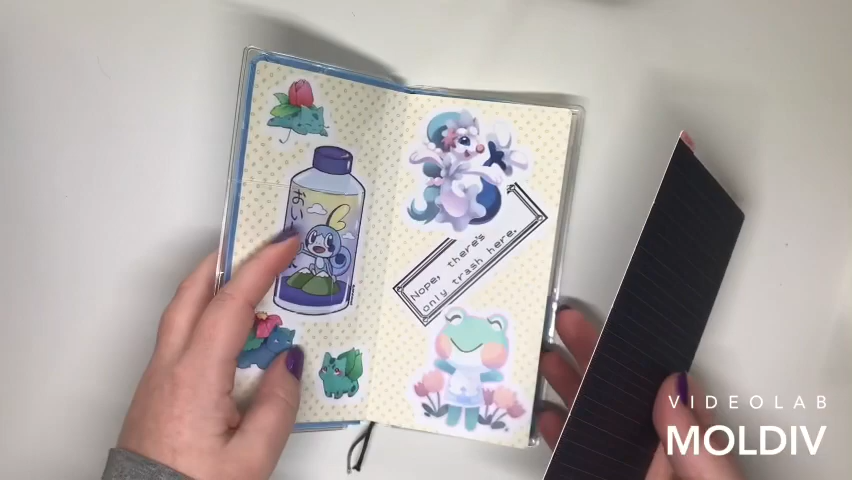 おい
Nope, there's
only trash here.
VIDEOLAB
MOLDIV